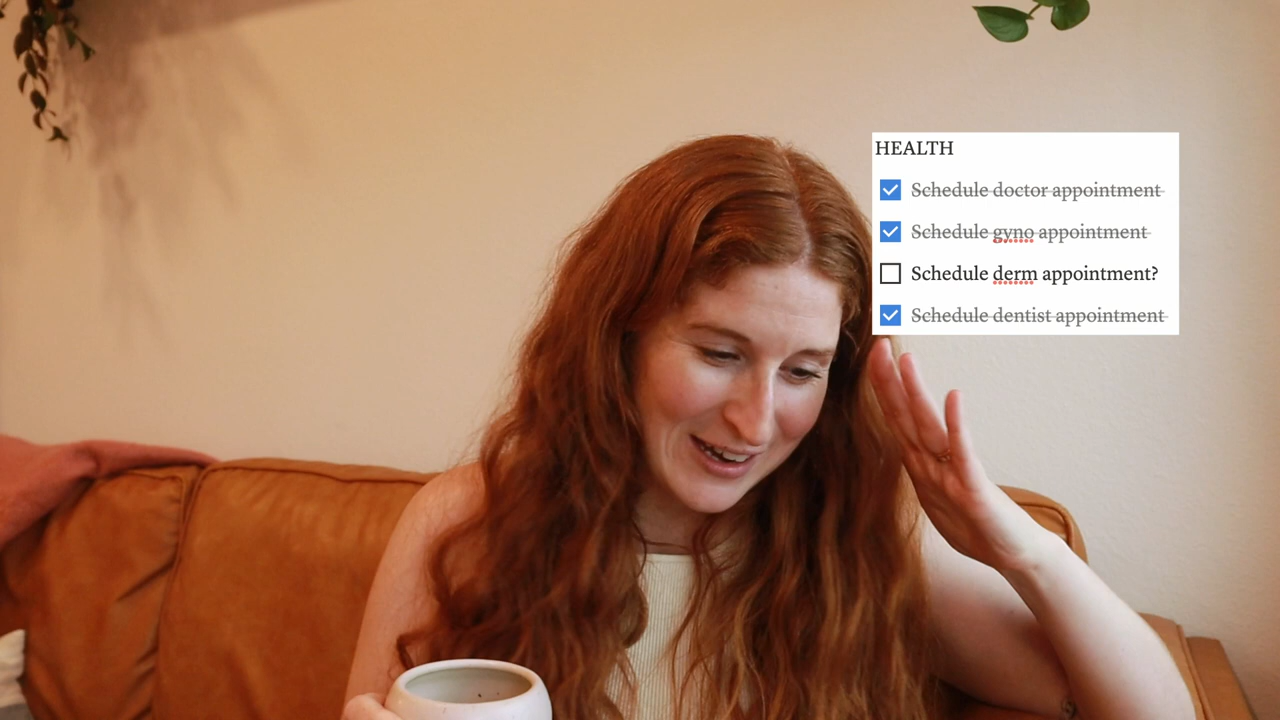 HEALTH
Schedule doctor appointment
Schedule gyno appointment
Schedule derm appointment?
Schedule dentist appointment